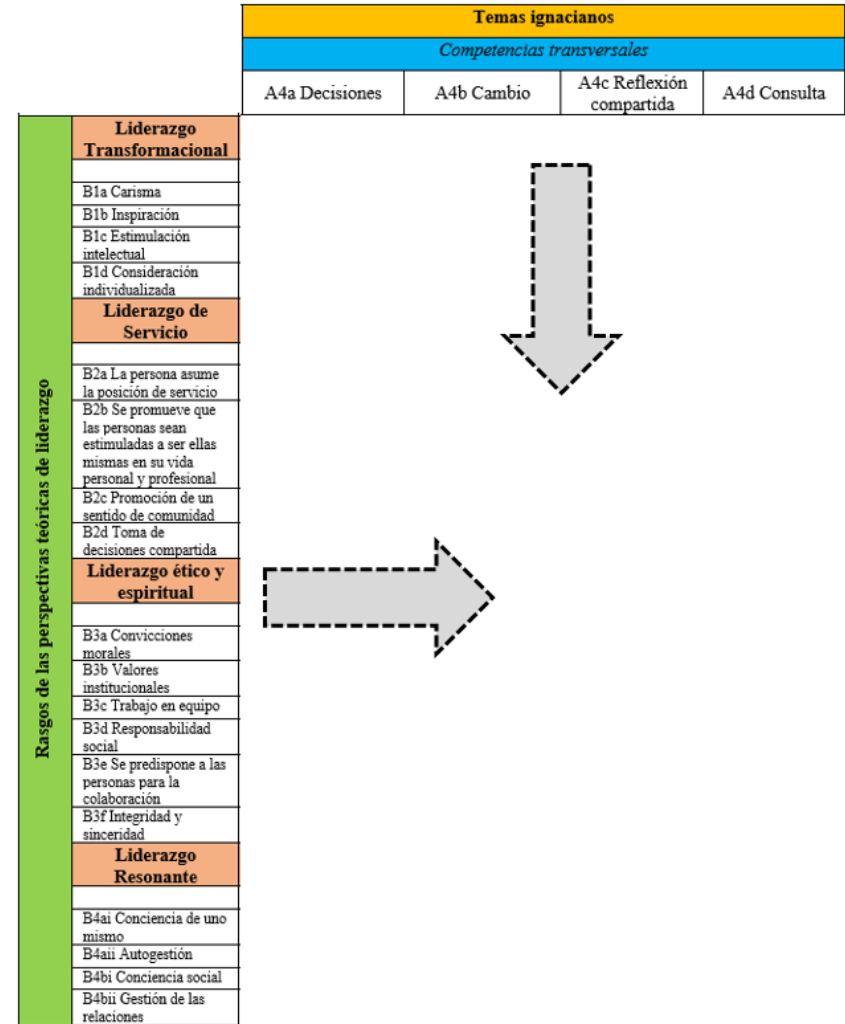 Temas ignacianos
Competencias transversales
A4a Decisiones
A4b Cambio
A4c Reflexión
compartida
A4d Consulta
Rasgos de las perspectivas teóricas de liderazgo
Liderazgo
Transformacional
B1a Carisma
B1b Inspiración
B1c Estimulación
intelectual
B1d Consideración
individualizada
Liderazgo de
Servicio
B2a La persona asume
la posición de servicio
B2b Se promueve que
las personas sean
estimuladas a ser ellas
mismas en su vida
personal y profesional
B2c Promoción de un
sentido de comunidad
B2d Toma de
decisiones compartida
Liderazgo ético y
espiritual
B3a Convicciones
morales
B3b Valores
institucionales
B3c Trabajo en equipo
B3d Responsabilidad
social
B3e Se predispone a las
personas para la
colaboración
B3f Integridad y
sinceridad
Liderazgo
Resonante
B4ai Conciencia de uno
mismo
B4aii Autogestión
B4bi Conciencia social
B4bii Gestión de las
relaciones